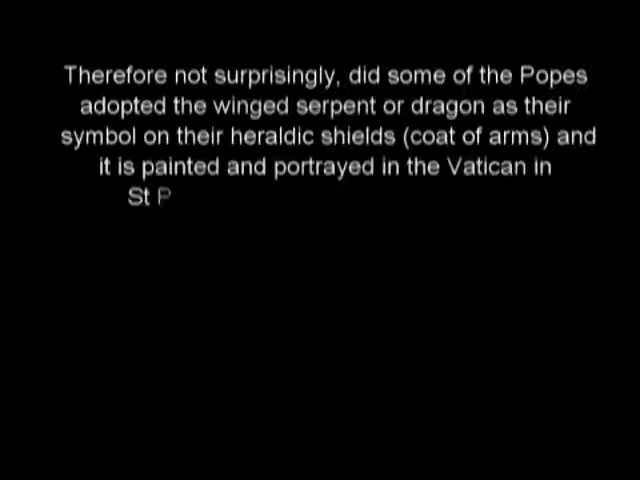 Therefore not surprisingly, did some of the Popes
adopted the winged serpent or dragon as their
symbol on their heraldic shields (coat of arms) and
it is painted and portrayed in the Vatican in
St P